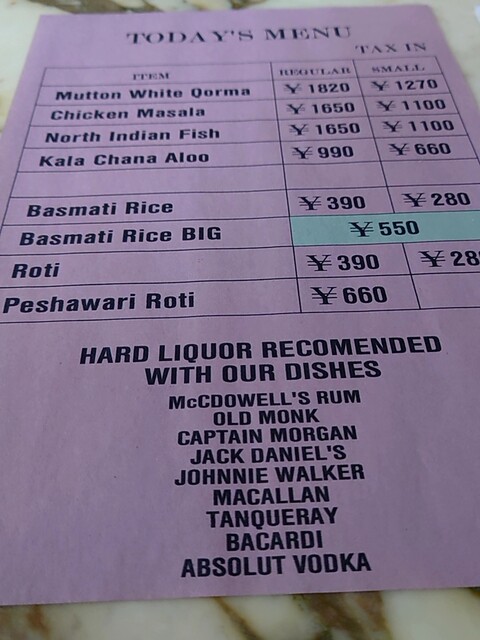 TODAY'S MENU
TAX IN
ITEM REGULAR SMALL
Mutton White Qorma ¥ 1820 ¥ 1270
Chicken Masala ¥ 1650 ¥ 1100
North Indian Fish ¥ 1650 ¥ 1100
Kala Chana Aloo ¥ 990 ¥ 660
Basmati Rice ¥ 390 ¥ 280
Basmati Rice BIG ¥ 550
Roti ¥ 390 ¥ 28
Peshawari Roti ¥ 660
HARD LIQUOR RECOMENDED
WITH OUR DISHES
McCDOWELL'S RUM
OLD MONK
CAPTAIN MORGAN
JACK DANIEL'S
JOHNNIE WALKER
MACALLAN
TANQUERAY
BACARDI
ABSOLUT VODKA